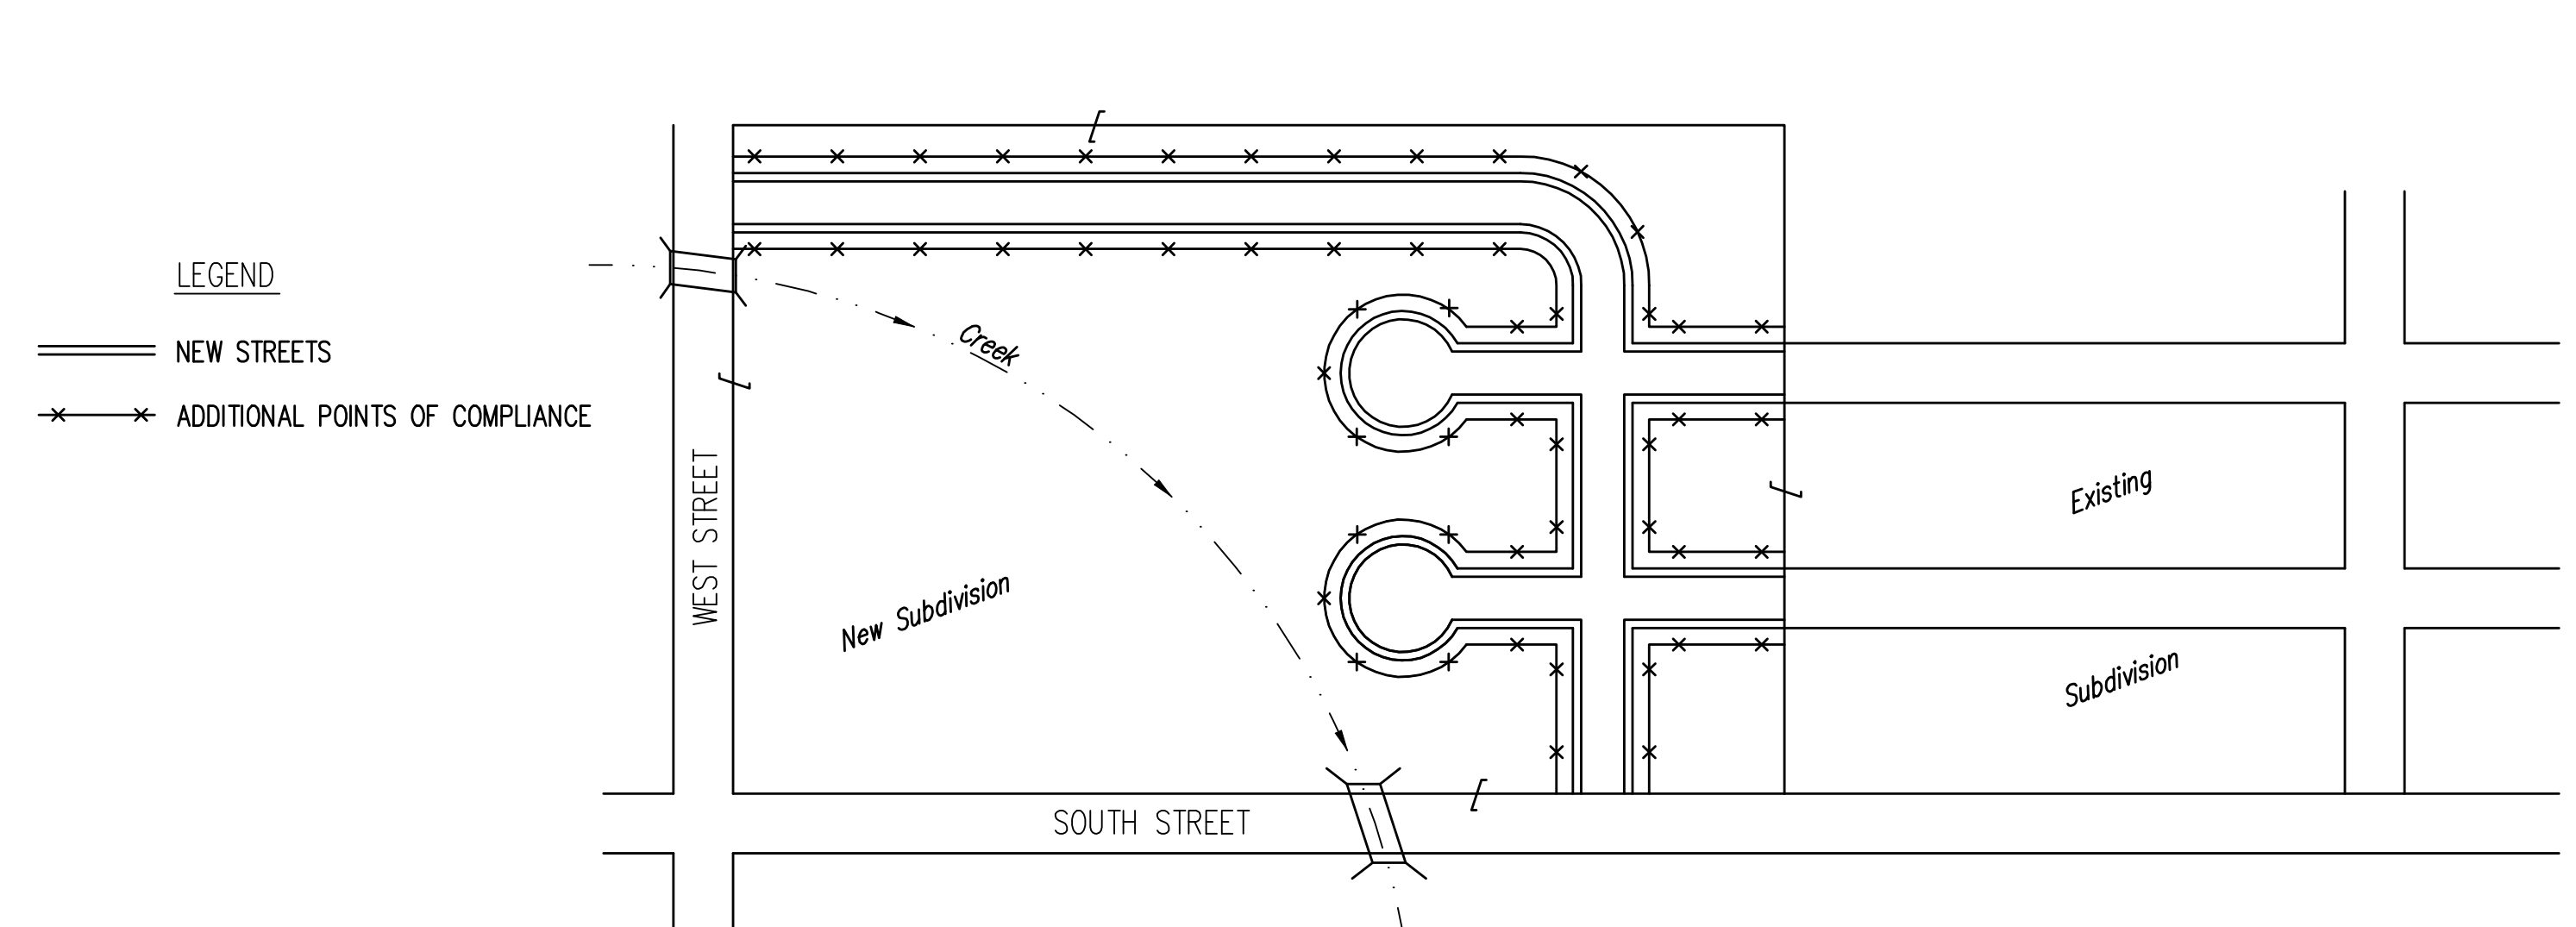 LEGEND
NEW STREETS
ADDITIONAL POINTS OF COMPLIANCE
WEST STREET
Creek
New Subdivision
SOUTH STREET
Existing
Subdivision